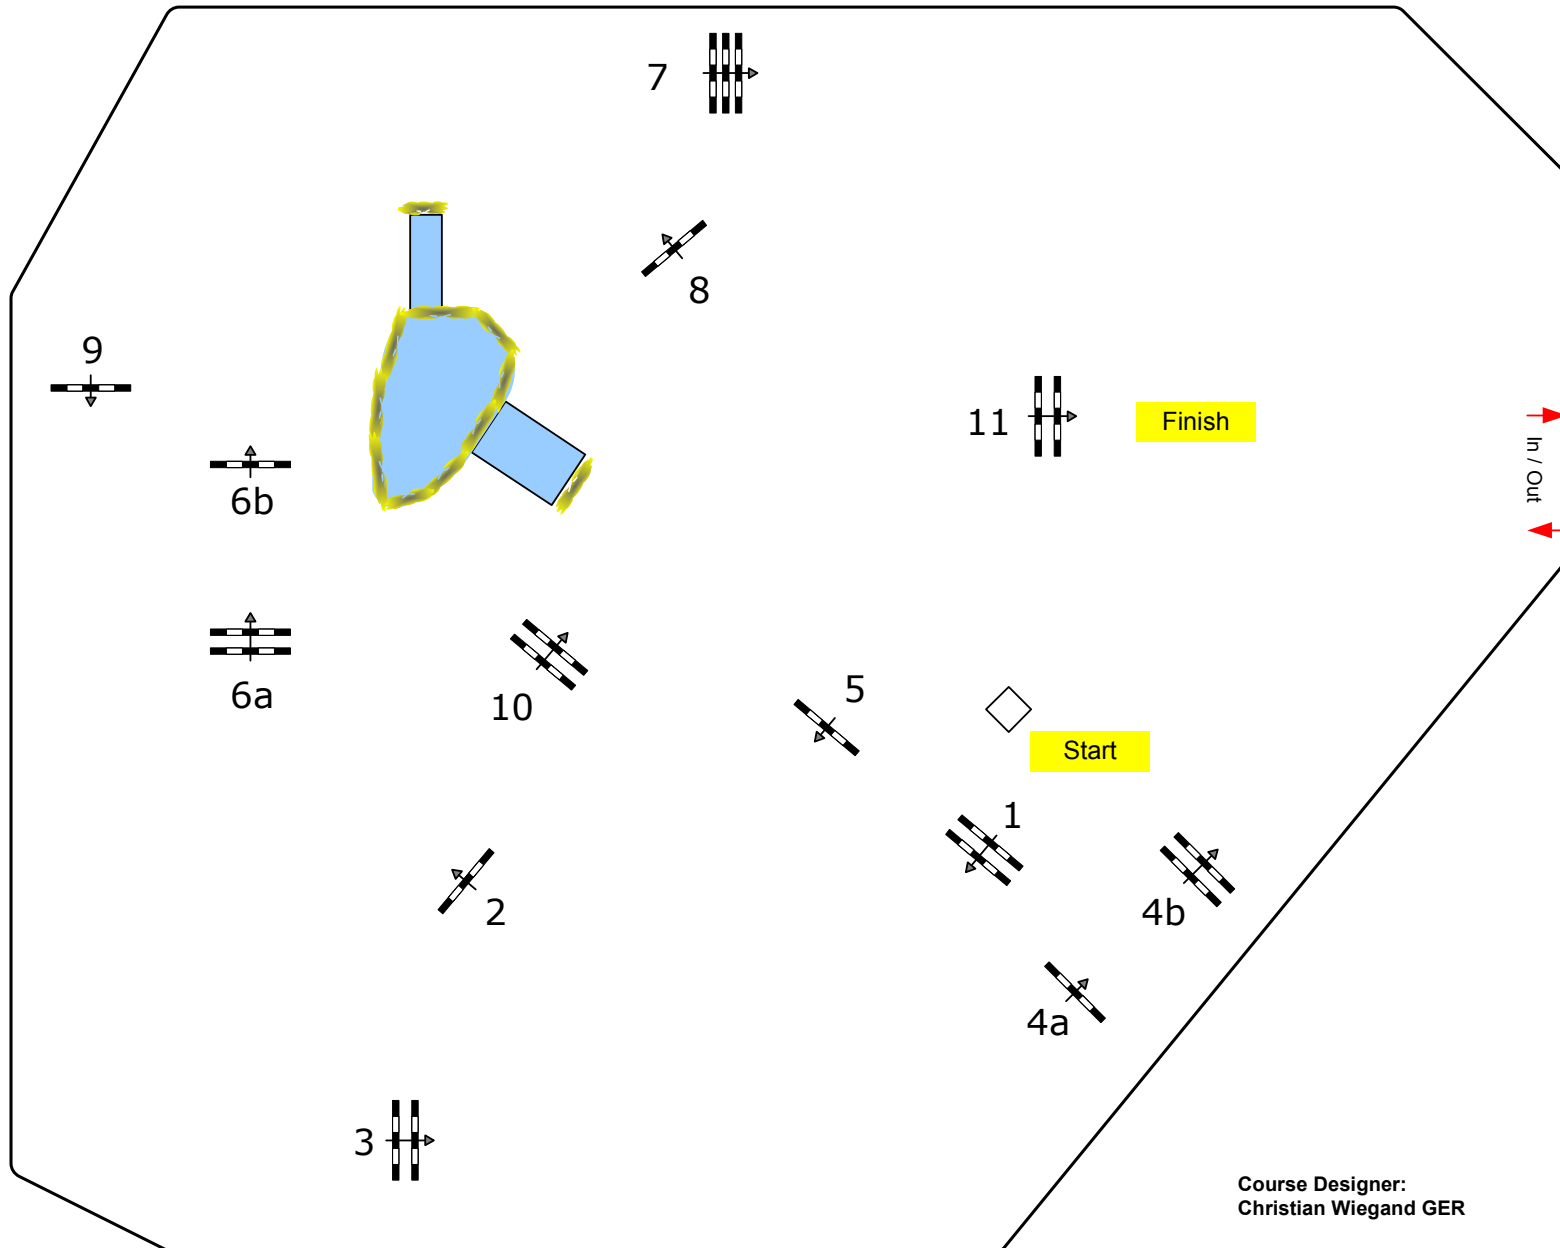 7
8
9
11
Finish
In / Out
6b
6a
10
5
Start
1
2
4b
4a
3
Course Designer:
Christian Wiegand GER